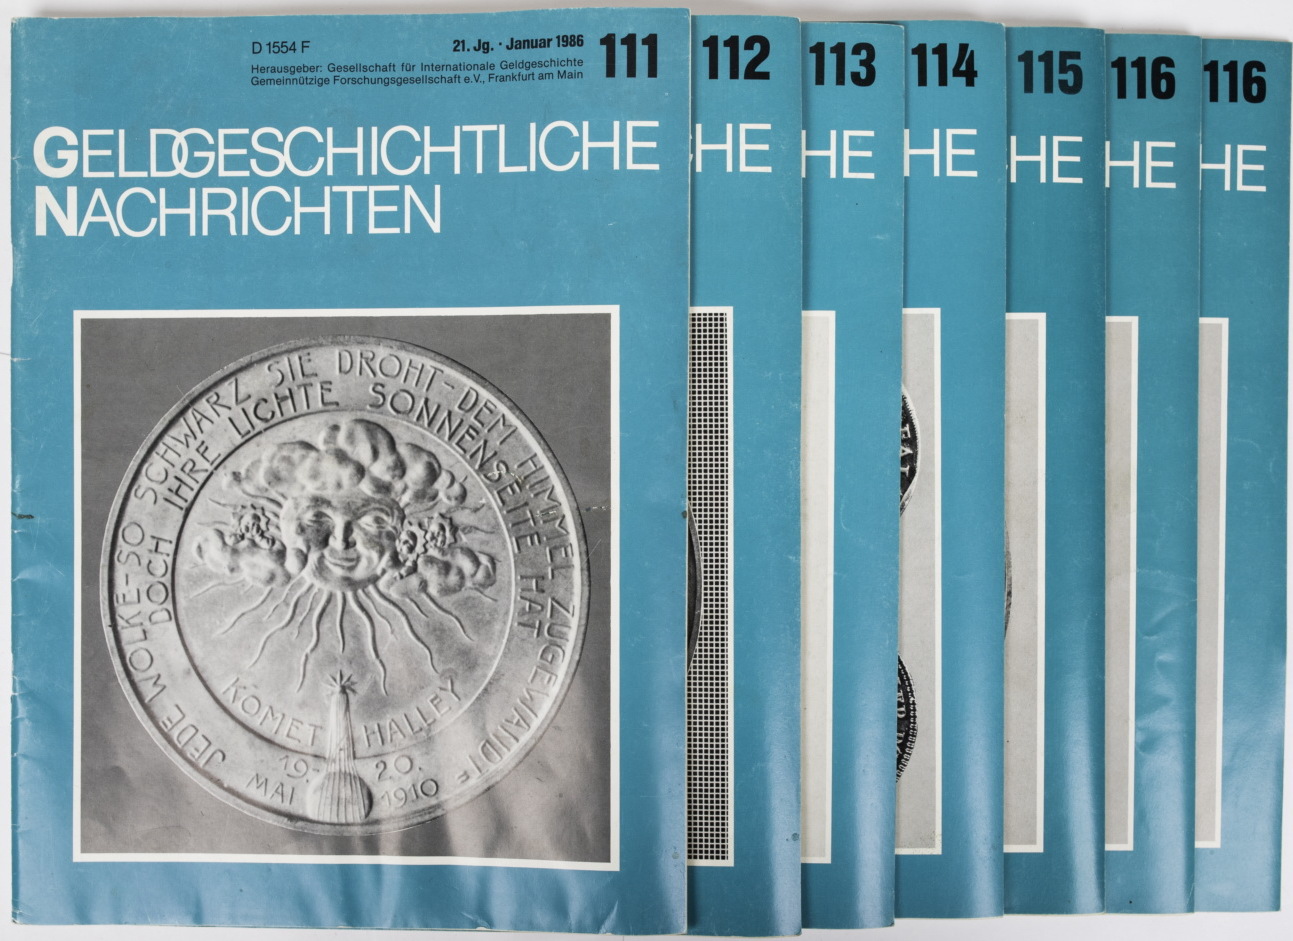 D 1554 F
21. Jg. · Januar 1986
111
Herausgeber: Gesellschaft für Internationale Geldgeschichte
Gemeinnützige Forschungsgesellschaft e.V., Frankfurt am Main
GELDGESCHICHTLICHE
NACHRICHTEN
JEDE WOLKE-SO SCHWARZ SIE DROHT-DEM HIMMEL ZUGEWANDT
DOCH IHRE LICHTE SONNENSEITE HAT
KOMET HALLEY
19.-20.
MAI 1910
112
HE
113
HE
114
HE
115
HE
116
HE
116
HE